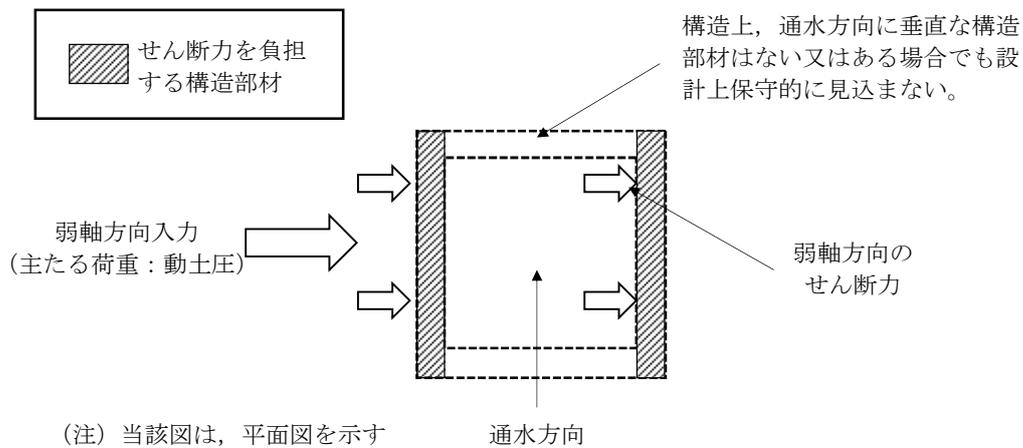 せん断力を負担
する構造部材
構造上，通水方向に垂直な構造
部材はない又はある場合でも設
計上保守的に見込まない。
弱軸方向入力
（主たる荷重：動土圧）
弱軸方向の
せん断力
（注）当該図は，平面図を示す
通水方向